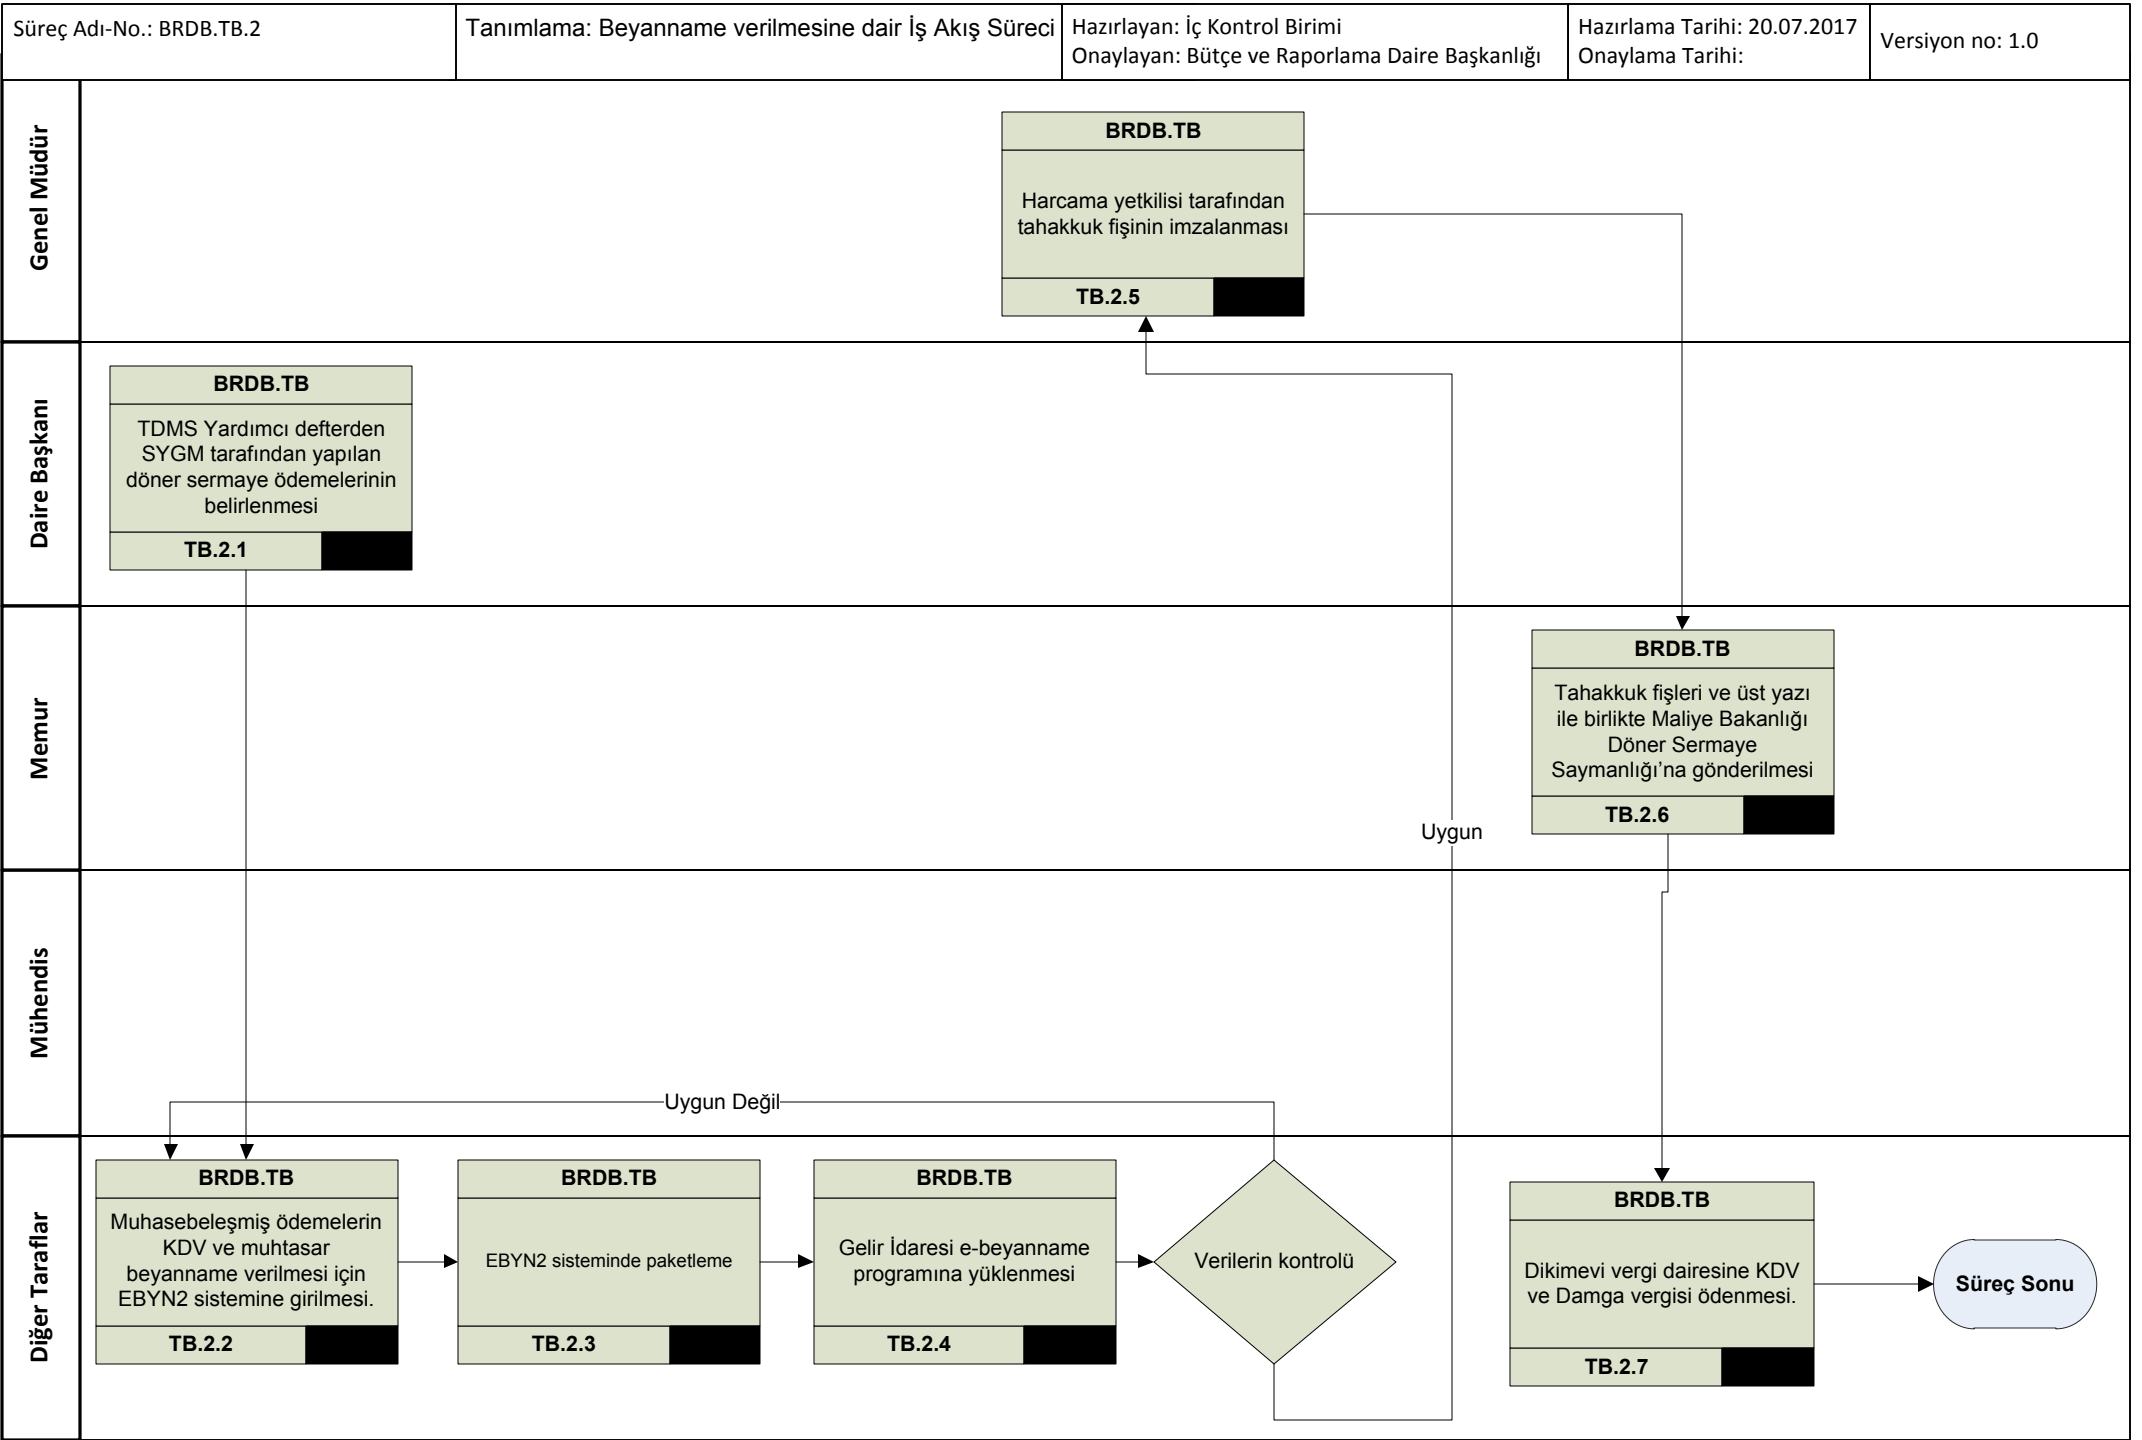 Süreç Adı-No.: BRDB.TB.2
Tanımlama: Beyanname verilmesine dair İş Akış Süreci
Hazırlayan: İç Kontrol Birimi
Onaylayan: Bütçe ve Raporlama Daire Başkanlığı
Hazırlama Tarihi: 20.07.2017
Onaylama Tarihi:
Versiyon no: 1.0
Genel Müdür
BRDB.TB
Harcama yetkilisi tarafından
tahakkuk fişinin imzalanması
TB.2.5
Daire Başkanı
BRDB.TB
TDMS Yardımcı defterden
SYGM tarafından yapılan
döner sermaye ödemelerinin
belirlenmesi
TB.2.1
Memur
BRDB.TB
Tahakkuk fişleri ve üst yazı
ile birlikte Maliye Bakanlığı
Döner Sermaye
Saymanlığı’na gönderilmesi
TB.2.6
Uygun
Mühendis
Uygun Değil
Diğer Taraflar
BRDB.TB
Muhasebeleşmiş ödemelerin
KDV ve muhtasar
beyanname verilmesi için
EBYN2 sistemine girilmesi.
TB.2.2
BRDB.TB
EBYN2 sisteminde paketleme
TB.2.3
BRDB.TB
Gelir İdaresi e-beyanname
programına yüklenmesi
TB.2.4
Verilerin kontrolü
BRDB.TB
Dikimevi vergi dairesine KDV
ve Damga vergisi ödenmesi.
TB.2.7
Süreç Sonu